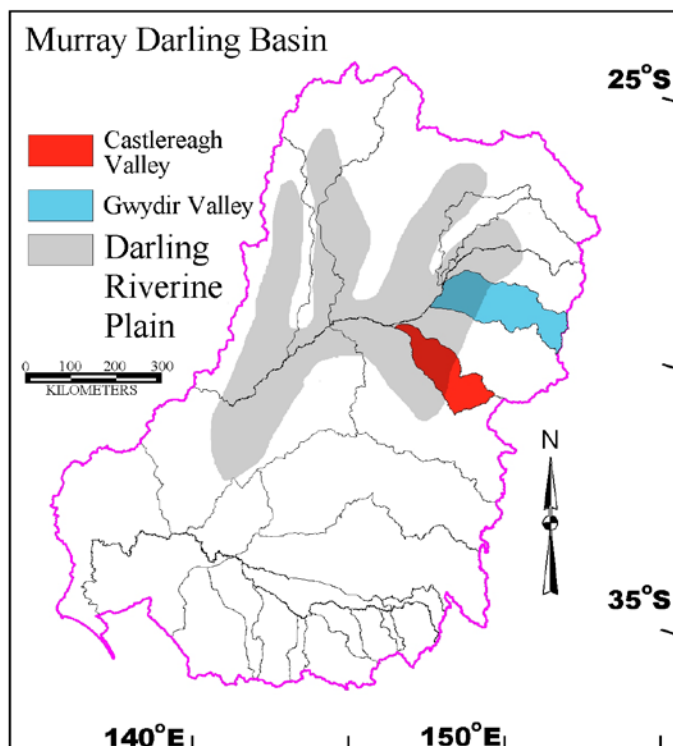 Murray Darling Basin
25°S
Castlereagh
Valley
Gwydir Valley
Darling
Riverine
Plain
0 100 200 300
KILOMETERS
N
35°S
140°E 150°E